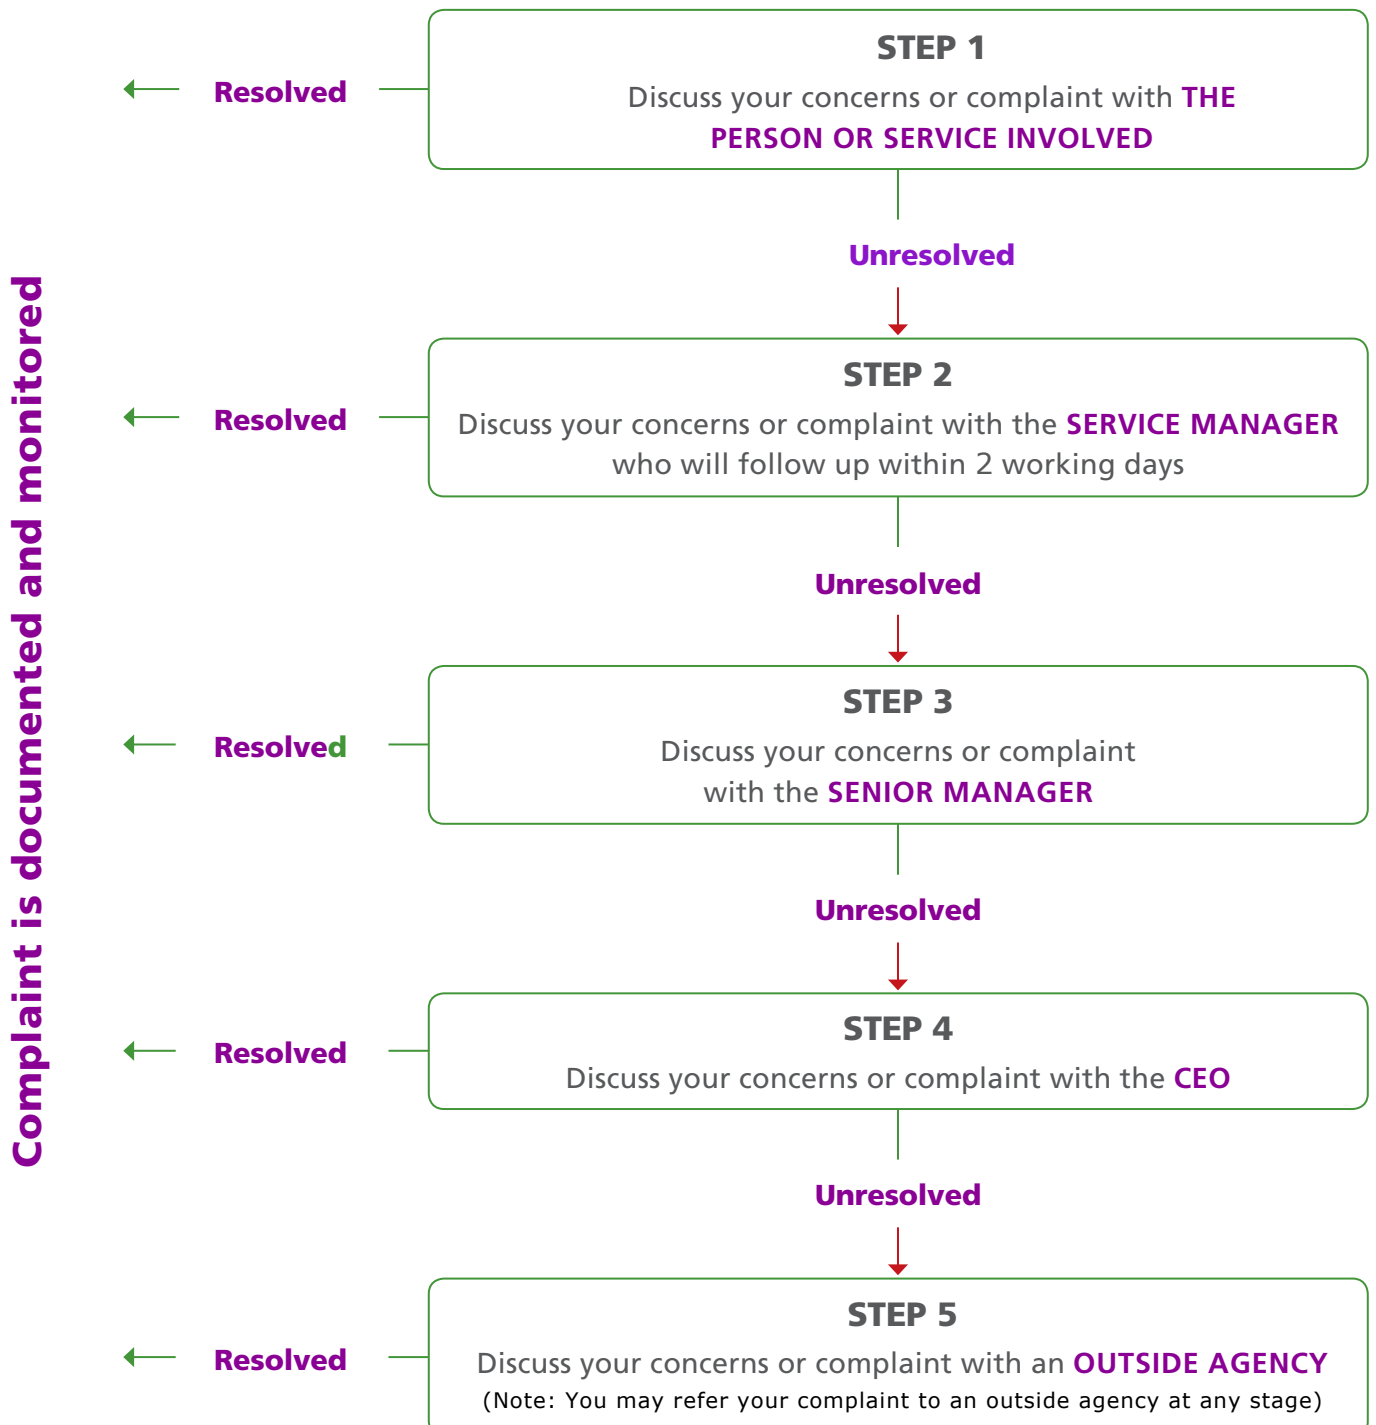 Complaint is documented and monitored
STEP 1
Resolved
Discuss your concerns or complaint with THE
PERSON OR SERVICE INVOLVED
Unresolved
STEP 2
Resolved
Discuss your concerns or complaint with the SERVICE MANAGER
who will follow up within 2 working days
Unresolved
STEP 3
Resolved
Discuss your concerns or complaint
with the SENIOR MANAGER
Unresolved
STEP 4
Resolved
Discuss your concerns or complaint with the CEO
Unresolved
STEP 5
Resolved
Discuss your concerns or complaint with an OUTSIDE AGENCY
(Note: You may refer your complaint to an outside agency at any stage)